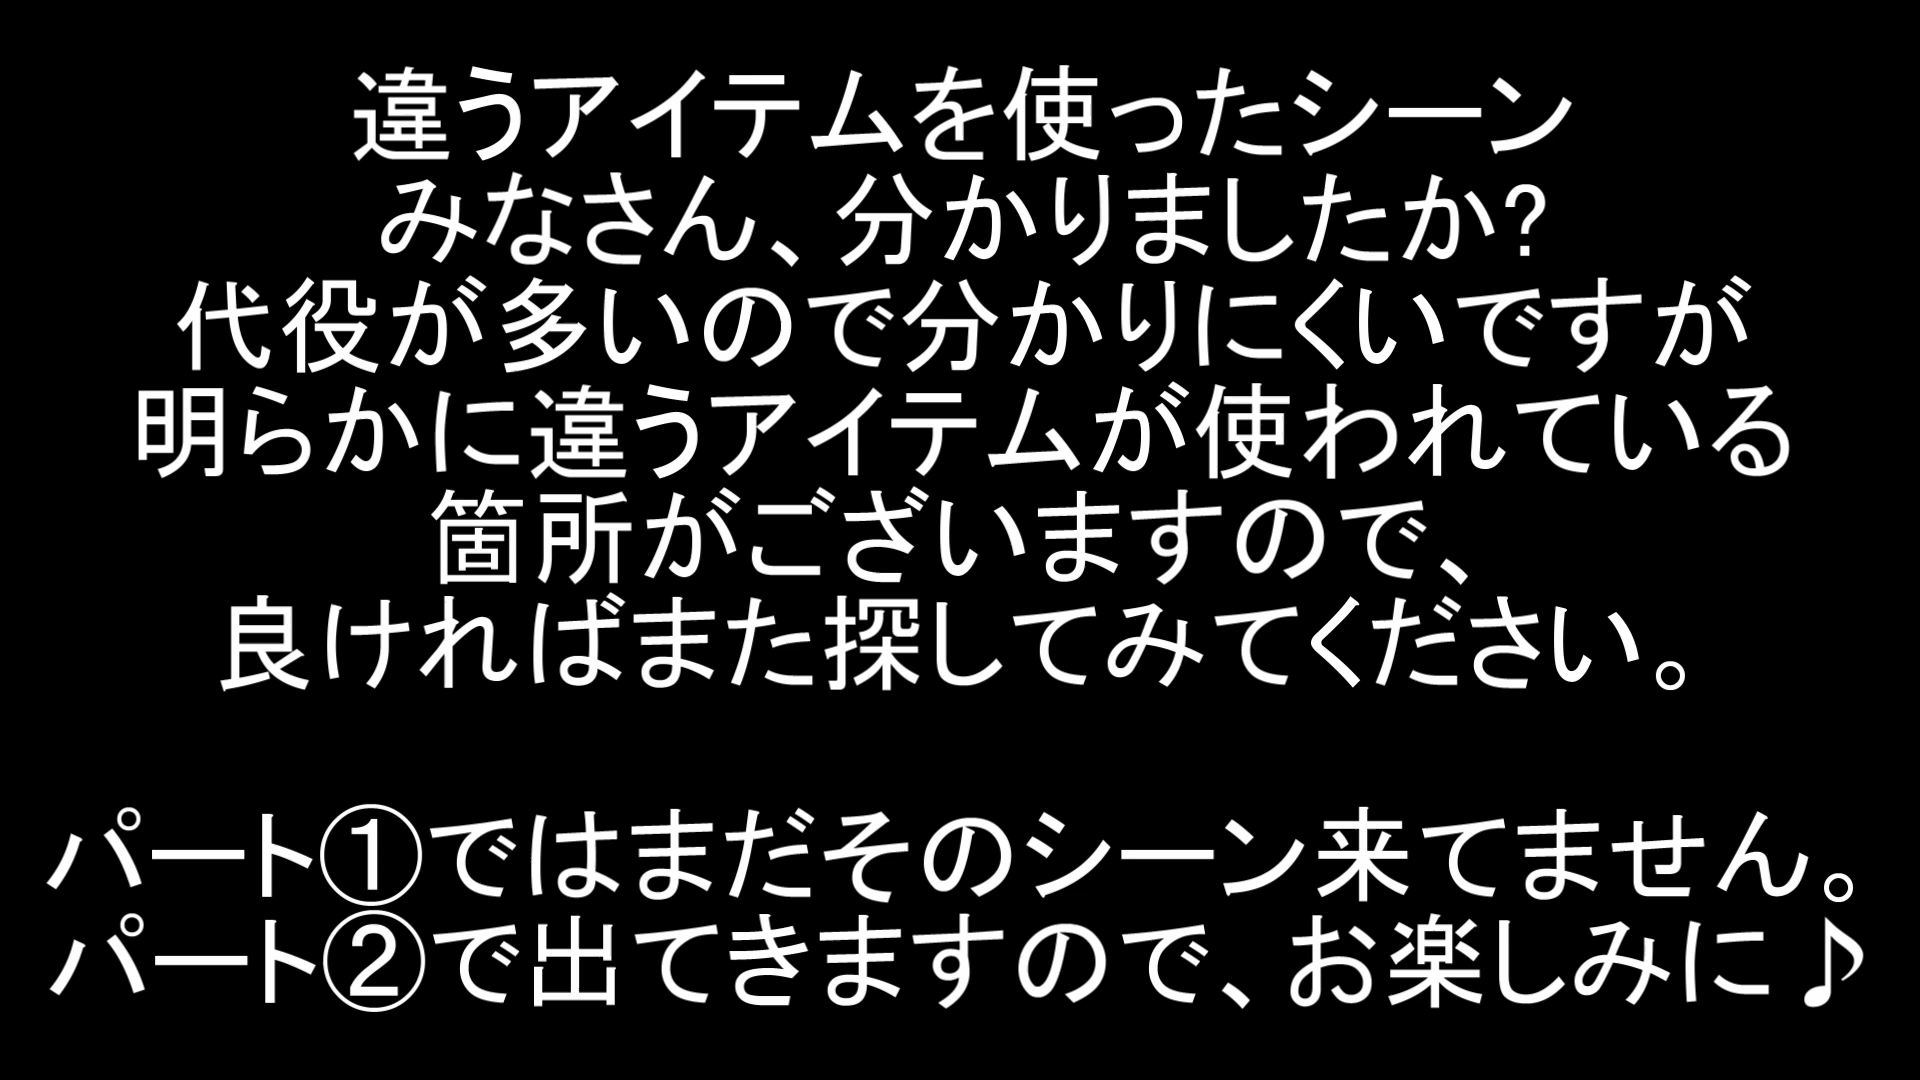 違うアイテムを使ったシーン
みなさん、分かりましたか?
代役が多いので分かりにくいですが
明らかに違うアイテムが使われている
箇所がございますので、
良ければまた探してみてください。
パート①ではまだそのシーン来てません。
パート②で出てきますので、お楽しみに♪